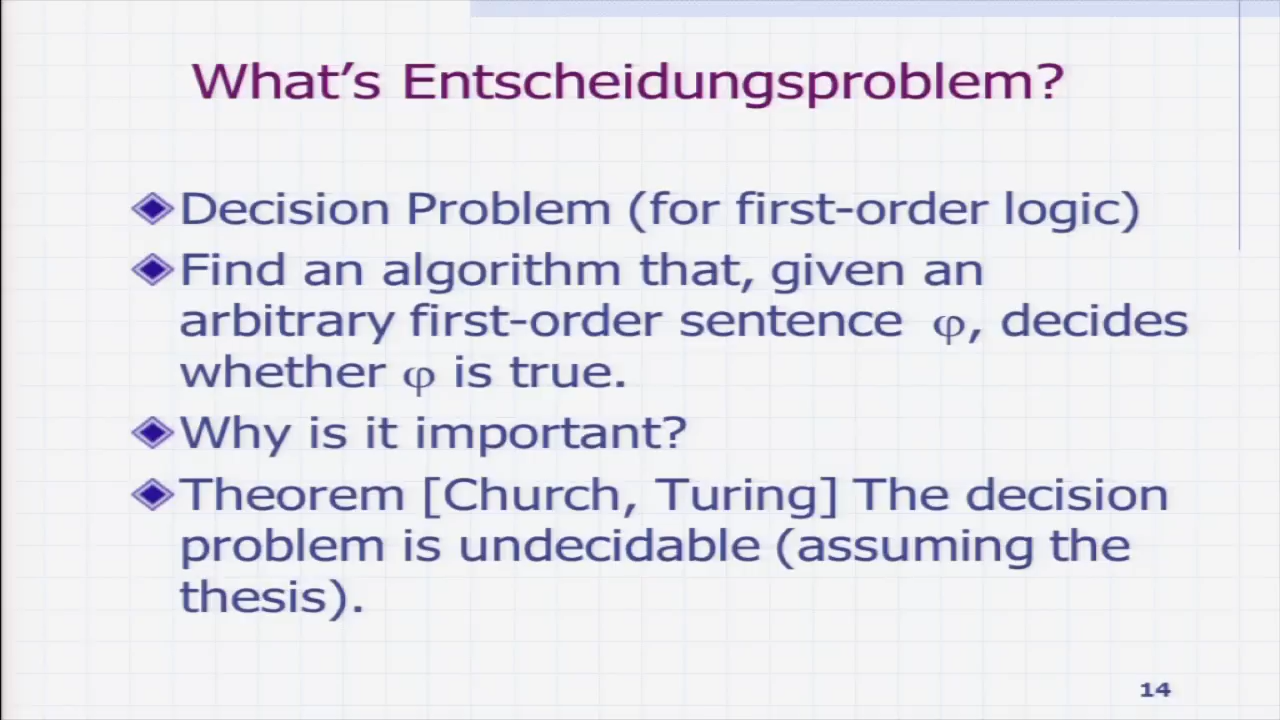 What's Entscheidungsproblem?
Decision Problem (for first-order logic)
Find an algorithm that, given an
arbitrary first-order sentence φ, decides
whether φ is true.
Why is it important?
Theorem [Church, Turing] The decision
problem is undecidable (assuming the
thesis).
14